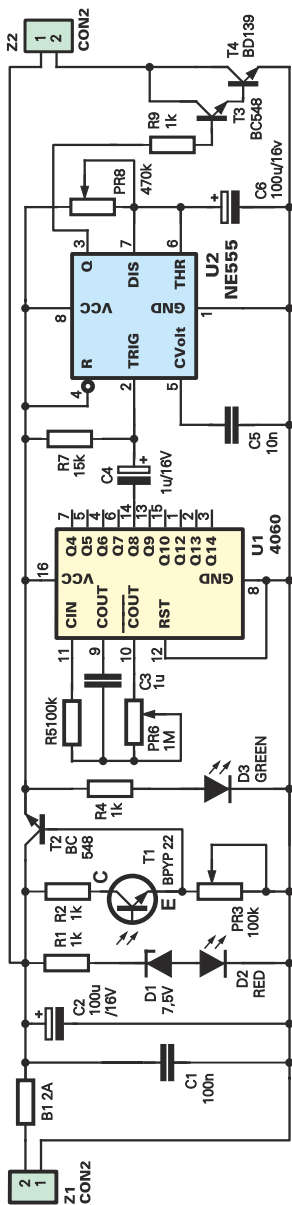 Z1
CON2
2
1
B1 2A
C1
100n
C2
100u
/16V
R1
1k
D1
7,5V
D2
RED
R2
1k
C
E
T1
BPYP 22
PR3
100k
T2
BC
548
R4
1k
D3
GREEN
R5100k
PR6
1M
C3
1u
11
9
10
12
CIN
COUT
COUT
RST
16
VCC
GND
8
Q4
Q5
Q6
Q7
Q8
Q9
Q10
Q12
Q13
Q14
7
5
4
6
14
13
15
1
2
3
U1
4060
C4
1u/16V
+
R7
15k
C5
10n
4
2
5
R
TRIG
CVolt
8
VCC
GND
1
Q
DIS
THR
3
7
6
U2
NE555
PR8
470k
+
C6
100u/16v
R9
1k
T3
BC548
T4
BD139
Z2
CON2
1
2
+